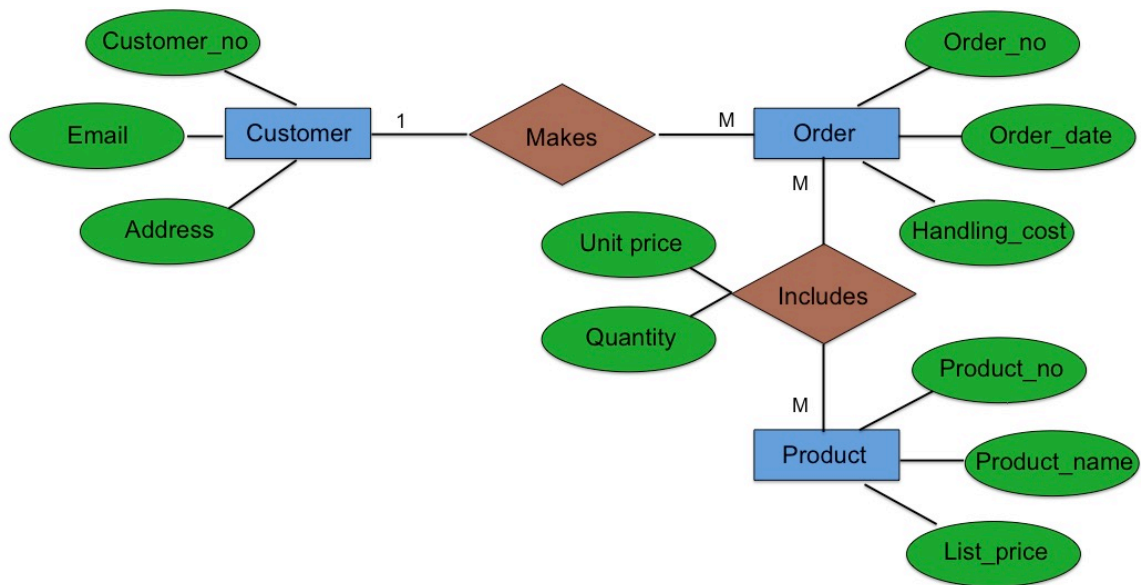 Customer_no
Order_no
Email
Customer
1
Makes
M
Order
Order_date
Address
M
Handling_cost
Unit price
Includes
Quantity
Product_no
M
Product
Product_name
List_price